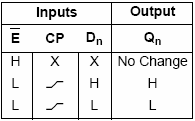 Inputs Output
E̅ CP Dn Qn
H X X No Change
L H H
L L L